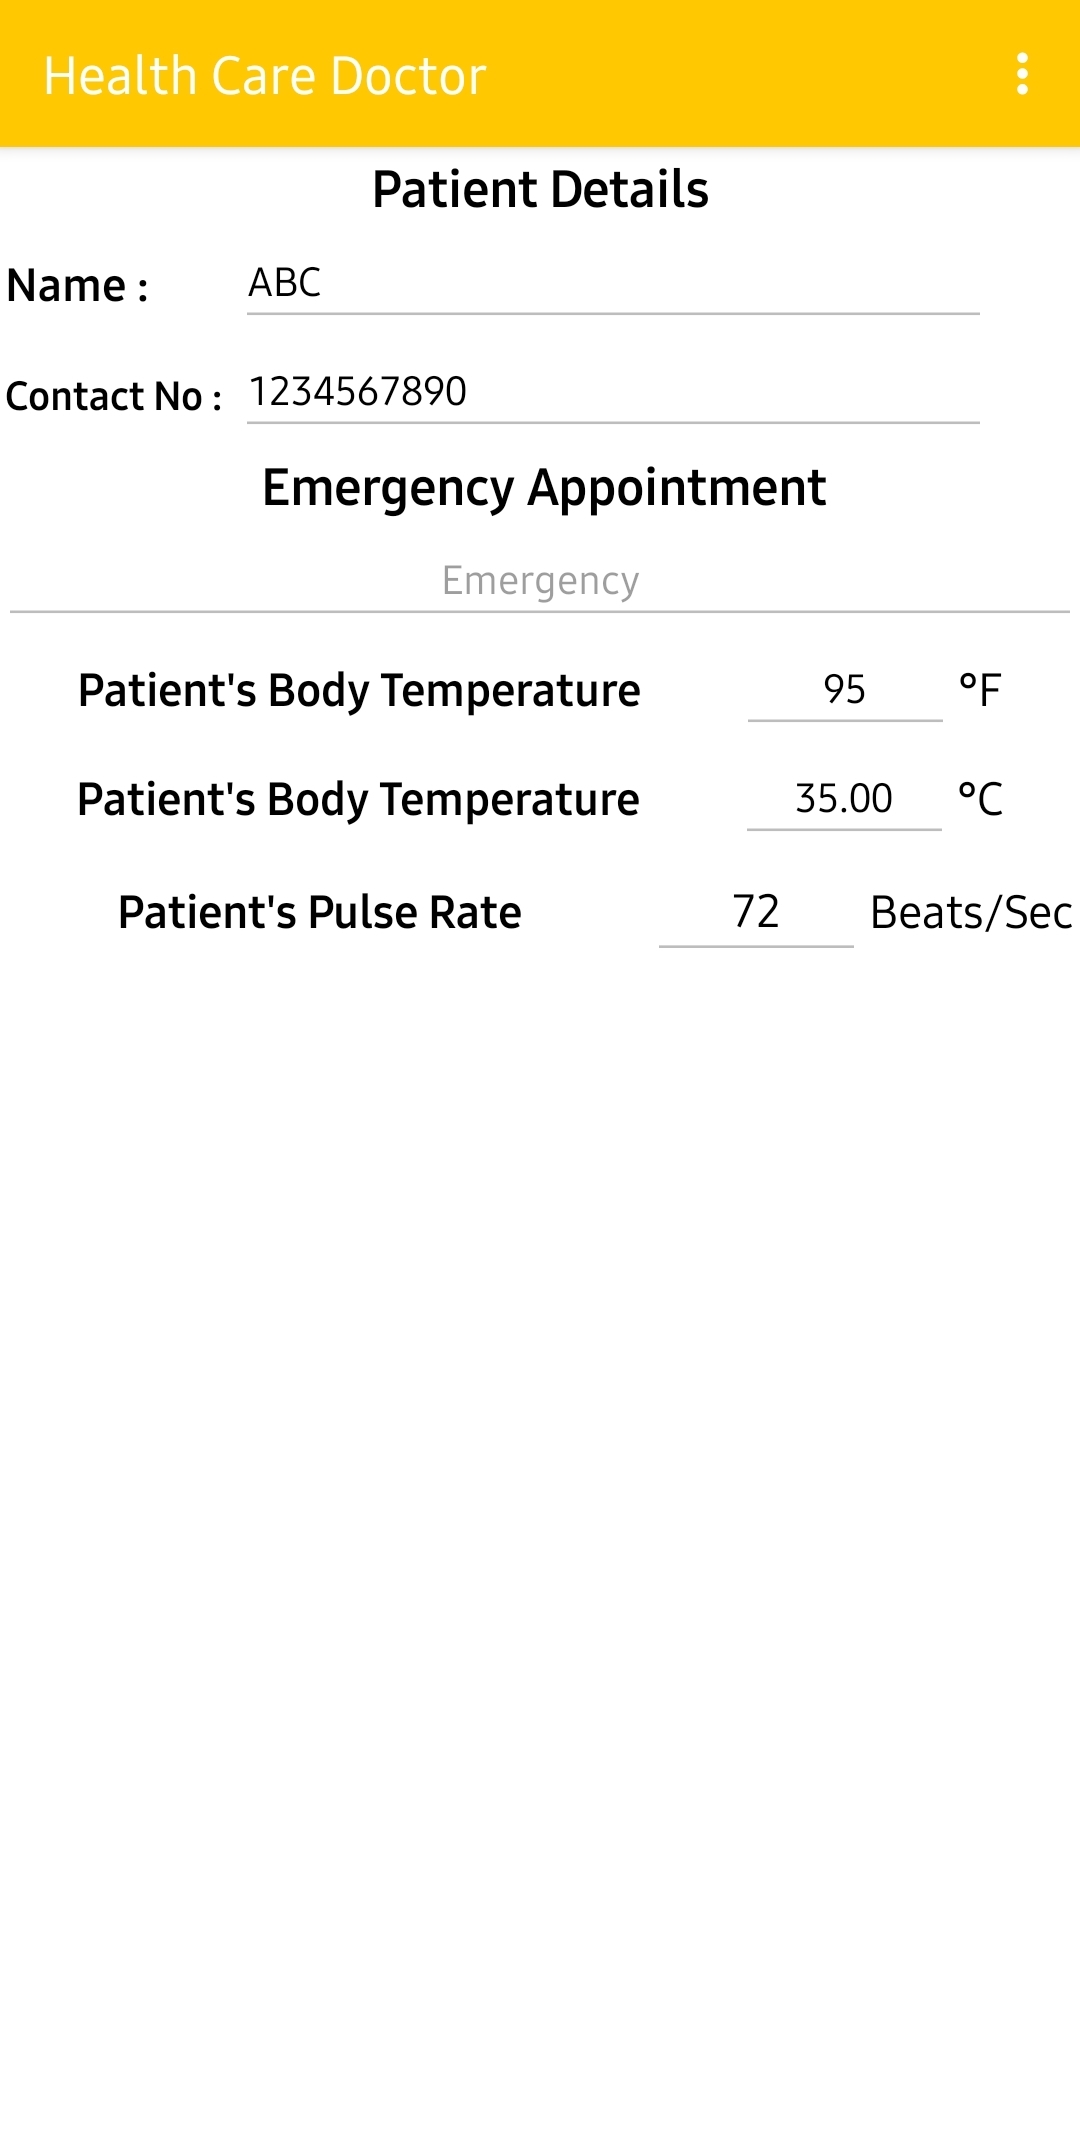 Health Care Doctor
Patient Details
Name : ABC
Contact No : 1234567890
Emergency Appointment
Emergency
Patient's Body Temperature 95 °F
Patient's Body Temperature 35.00 °C
Patient's Pulse Rate 72 Beats/Sec